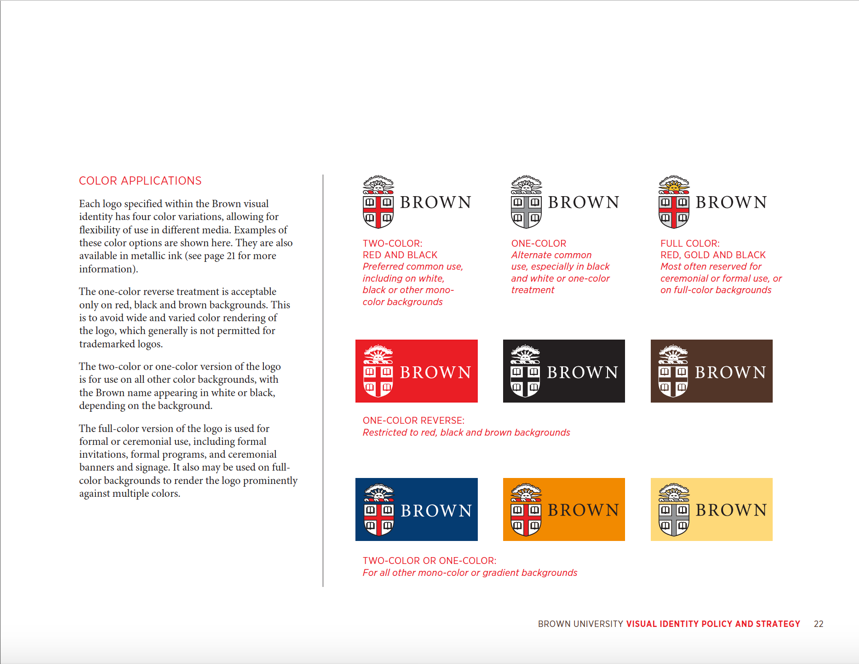 COLOR APPLICATIONS
Each logo specified within the Brown visual
identity has four color variations, allowing for
flexibility of use in different media. Examples of
these color options are shown here. They are also
available in metallic ink (see page 21 for more
information).
The one-color reverse treatment is acceptable
only on red, black and brown backgrounds. This
is to avoid wide and varied color rendering of
the logo, which generally is not permitted for
trademarked logos.
The two-color or one-color version of the logo
is for use on all other color backgrounds, with
the Brown name appearing in white or black,
depending on the background.
The full-color version of the logo is used for
formal or ceremonial use, including formal
invitations, formal programs, and ceremonial
banners and signage. It also may be used on full-
color backgrounds to render the logo prominently
against multiple colors.
BROWN
TWO-COLOR:
RED AND BLACK
Preferred common use,
including on white,
black or other mono-
color backgrounds
BROWN
ONE-COLOR
Alternate common
use, especially in black
and white or one-color
treatment
BROWN
FULL COLOR:
RED, GOLD AND BLACK
Most often reserved for
ceremonial or formal use, or
on full-color backgrounds
BROWN
BROWN
BROWN
ONE-COLOR REVERSE:
Restricted to red, black and brown backgrounds
BROWN
BROWN
BROWN
TWO-COLOR OR ONE-COLOR:
For all other mono-color or gradient backgrounds
BROWN UNIVERSITY VISUAL IDENTITY POLICY AND STRATEGY 22